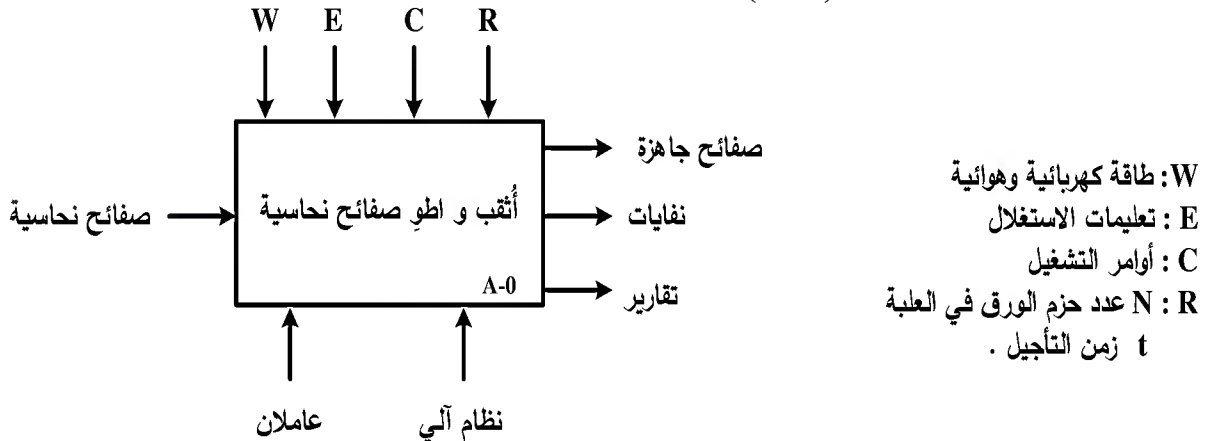 W E C R
صفائح جاهزة
صفائح نحاسية
أُثقب و اطوِ صفائح نحاسية
نفايات
A-0
تقارير
عاملان
نظام آلي
W: طاقة كهربائية وهوائية
E : تعليمات الاستغلال
C : أوامر التشغيل
R : N عدد حزم الورق في العلبة
t زمن التأجيل .